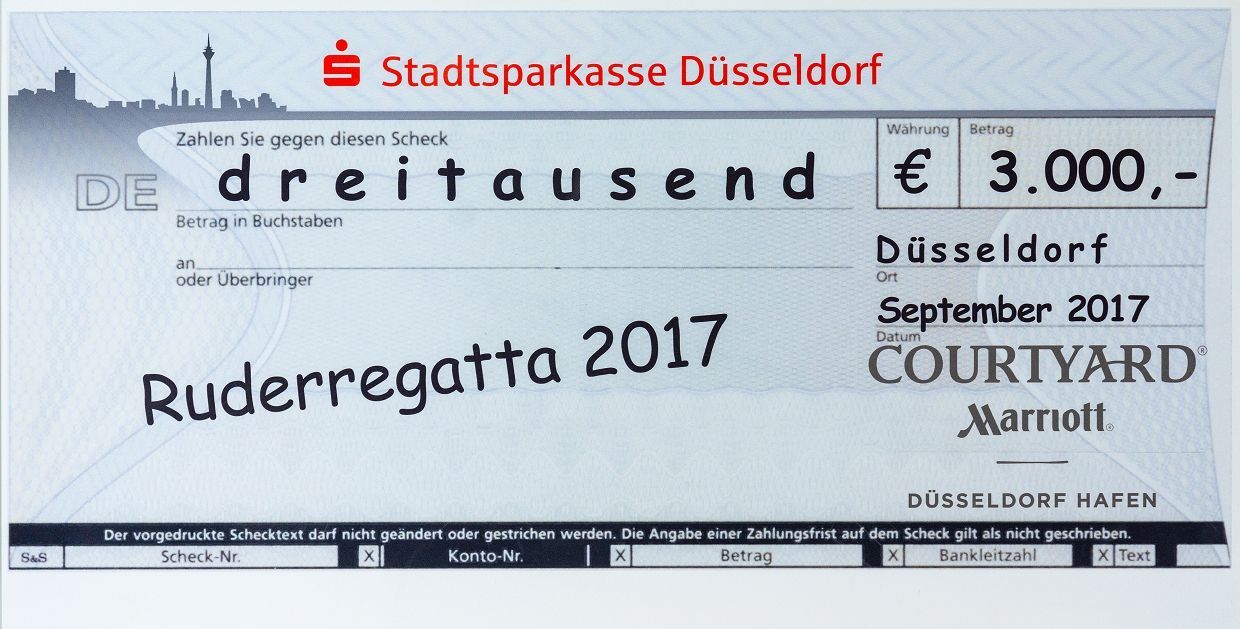 Stadtsparkasse Düsseldorf
Zahlen Sie gegen diesen Scheck
Währung
Betrag
DE
dreitausend
€
3.000,-
Betrag in Buchstaben
Düsseldorf
an
Ort
oder Überbringer
September 2017
Datum
Ruderregatta 2017
COURTYARD®
Marriott®
DÜSSELDORF HAFEN
Der vorgedruckte Schecktext darf nicht geändert oder gestrichen werden. Die Angabe einer Zahlungsfrist auf dem Scheck gilt als nicht geschrieben.
S&S Scheck-Nr. X Konto-Nr. X Betrag X Bankleitzahl X Text